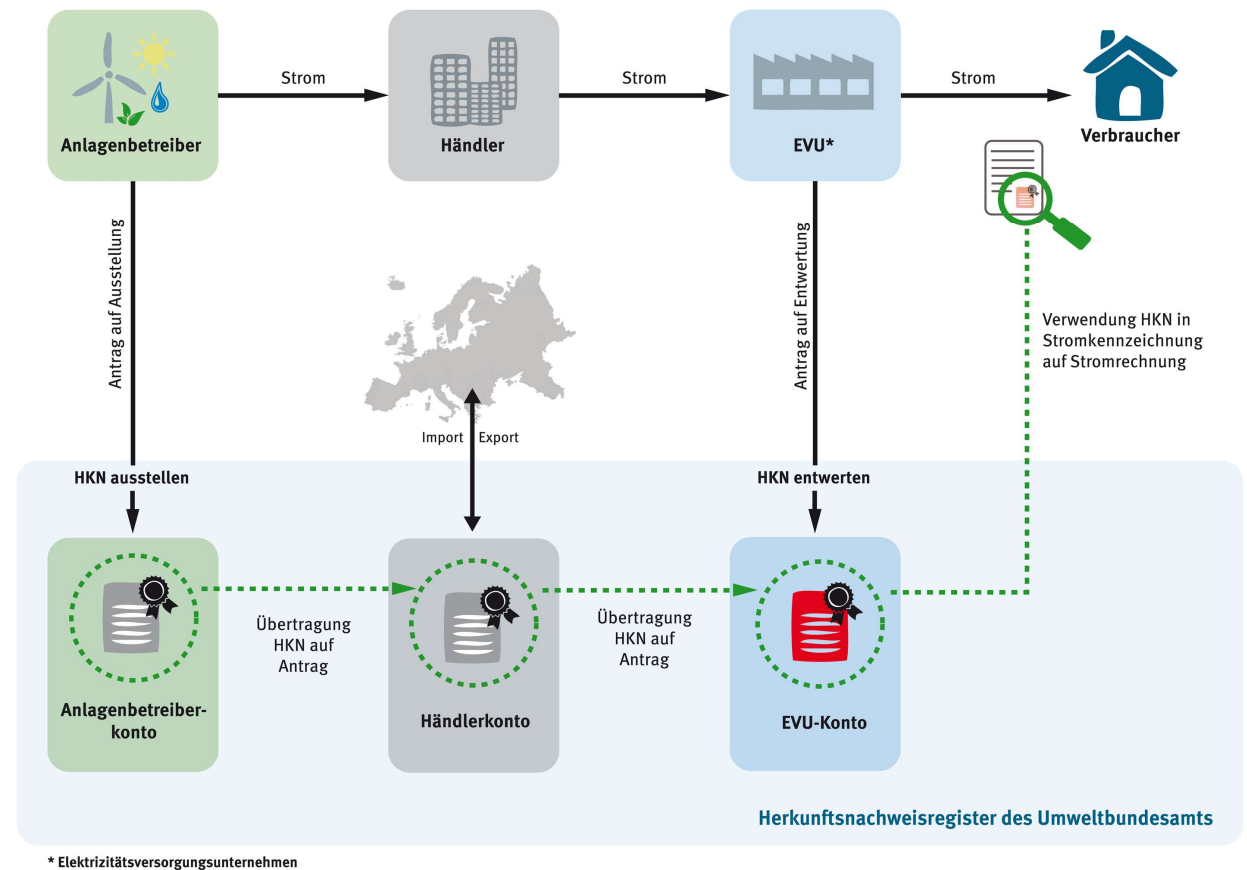 Strom
Strom
Strom
Anlagenbetreiber
Händler
EVU*
Verbraucher
Antrag auf Ausstellung
Antrag auf Entwertung
Verwendung HKN in
Stromkennzeichnung
auf Stromrechnung
Import
Export
HKN ausstellen
HKN entwerten
Übertragung
HKN auf
Antrag
Übertragung
HKN auf
Antrag
Anlagenbetreiber-
konto
Händlerkonto
EVU-Konto
Herkunftsnachweisregister des Umweltbundesamts
* Elektrizitätsversorgungsunternehmen